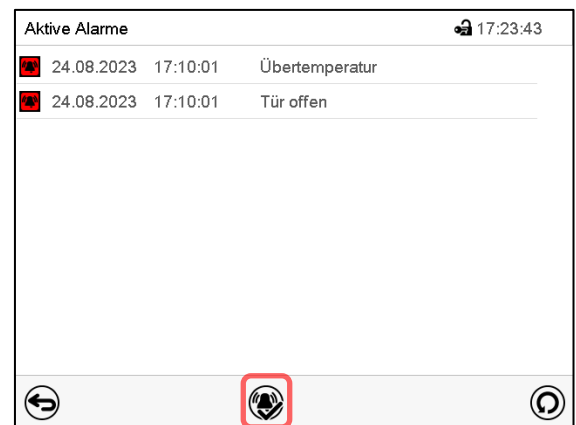 Aktive Alarme 17:23:43
24.08.2023 17:10:01 Übertemperatur
24.08.2023 17:10:01 Tür offen